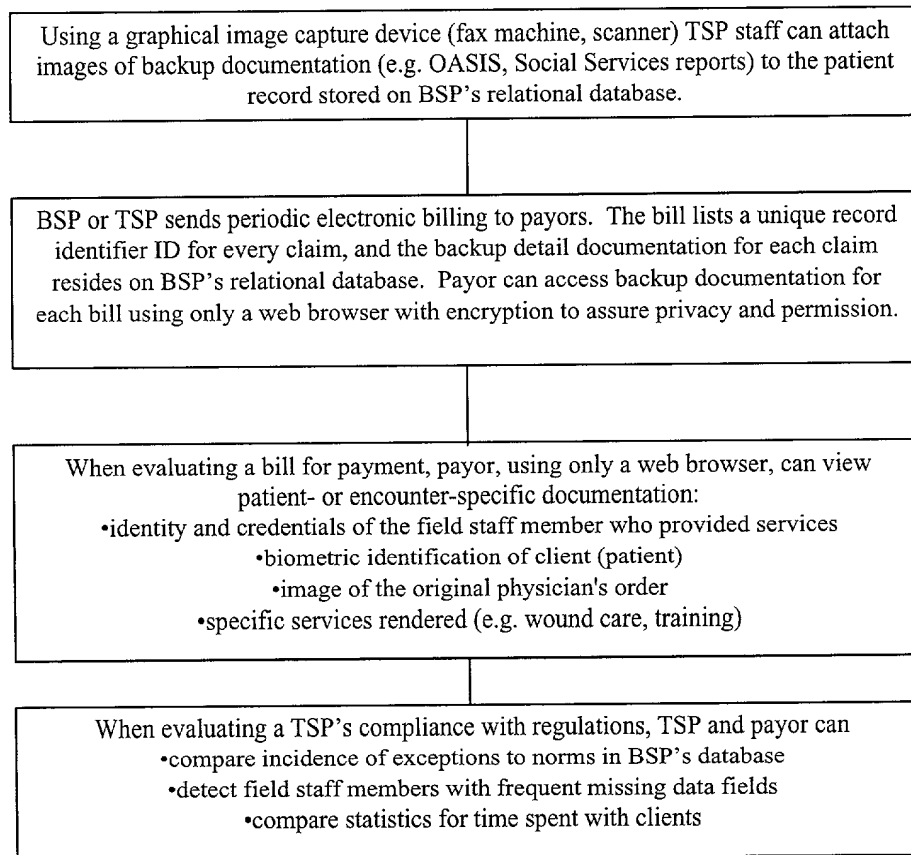 Using a graphical image capture device (fax machine, scanner) TSP staff can attach
images of backup documentation (e.g. OASIS, Social Services reports) to the patient
record stored on BSP's relational database.
BSP or TSP sends periodic electronic billing to payors.  The bill lists a unique record
identifier ID for every claim, and the backup detail documentation for each claim
resides on BSP's relational database.  Payor can access backup documentation for
each bill using only a web browser with encryption to assure privacy and permission.
When evaluating a bill for payment, payor, using only a web browser, can view
patient- or encounter-specific documentation:
•identity and credentials of the field staff member who provided services
•biometric identification of client (patient)
•image of the original physician's order
•specific services rendered (e.g. wound care, training)
When evaluating a TSP's compliance with regulations, TSP and payor can
•compare incidence of exceptions to norms in BSP's database
•detect field staff members with frequent missing data fields
•compare statistics for time spent with clients